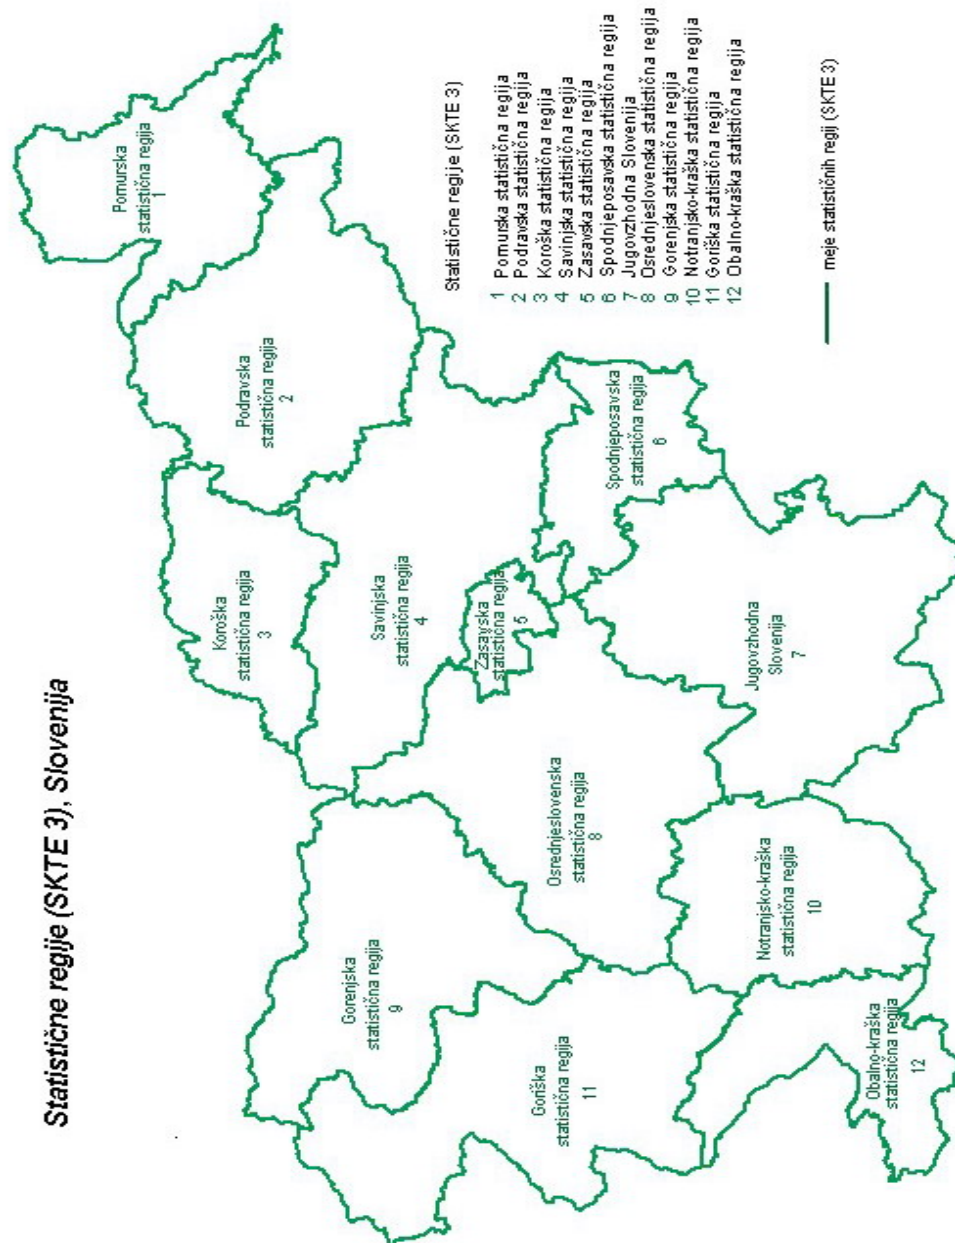 Statistične regije (SKTE 3), Slovenija
Pomurska
statistična regija
1
Podravska
statistična regija
2
Koroška
statistična regija
3
Savinjska
statistična regija
4
Zasavska
statistična regija
5
Spodnjeposavska
statistična regija
6
Jugovzhodna
Slovenija
7
Osrednjeslovenska
statistična regija
8
Gorenjska
statistična regija
9
Notranjsko-kraška
statistična regija
10
Goriška
statistična regija
11
Obalno-kraška
statistična regija
12
Statistične regije (SKTE 3)
1 Pomurska statistična regija
2 Podravska statistična regija
3 Koroška statistična regija
4 Savinjska statistična regija
5 Zasavska statistična regija
6 Spodnjeposavska statistična regija
7 Jugovzhodna Slovenija
8 Osrednjeslovenska statistična regija
9 Gorenjska statistična regija
10 Notranjsko-kraška statistična regija
11 Goriška statistična regija
12 Obalno-kraška statistična regija
meje statističnih regij (SKTE 3)